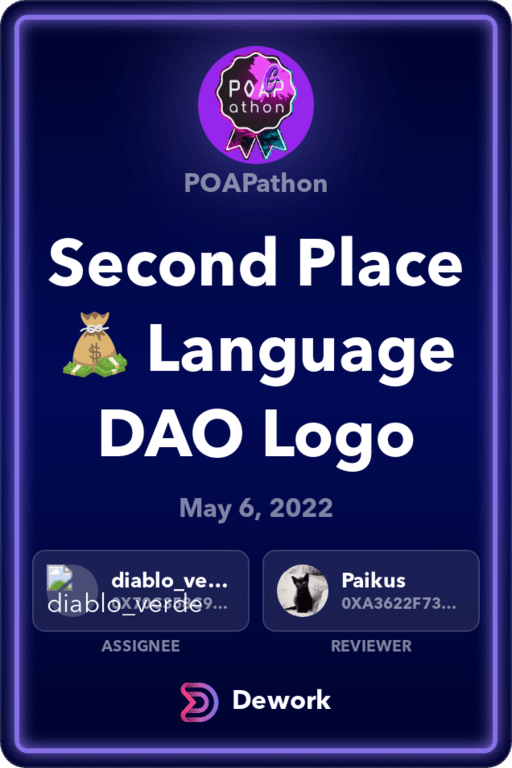 POAP
athon
POAPathon
Second Place
💰 Language
DAO Logo
May 6, 2022
diablo_ve...
diablo_verde
Paikus
0XA3622F73...
ASSIGNEE
REVIEWER
Dework